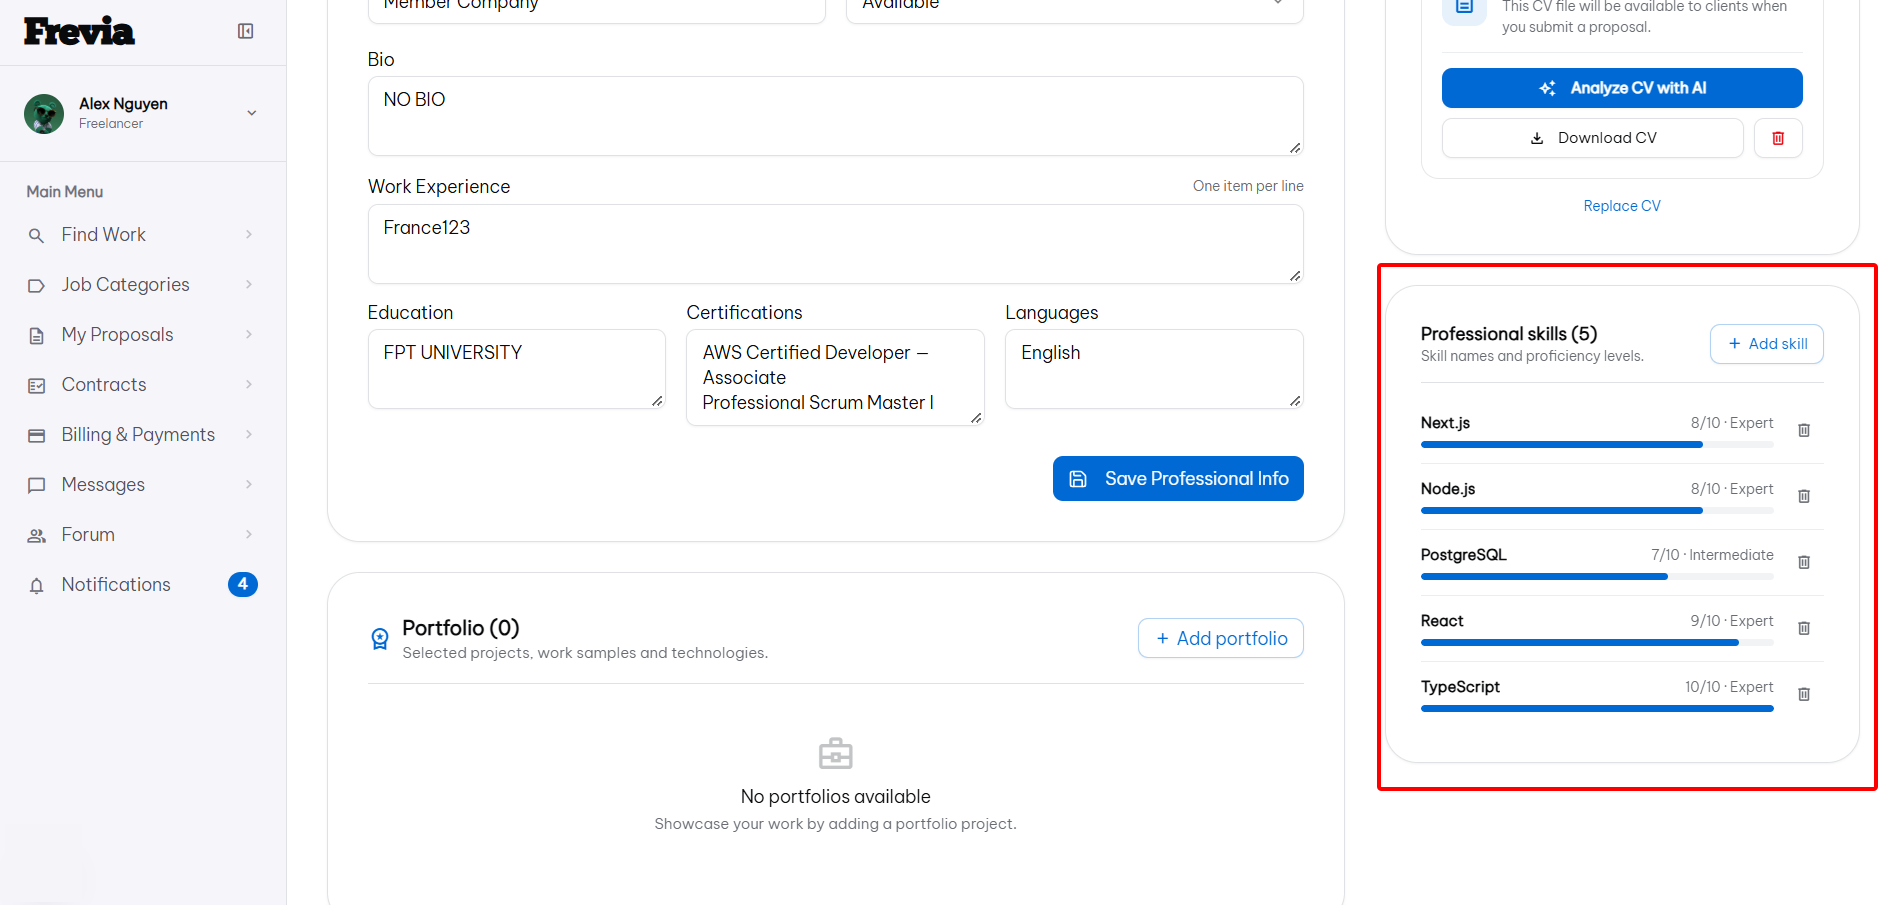 Frevia
Alex Nguyen
Freelancer
Main Menu
Find Work
Job Categories
My Proposals
Contracts
Billing & Payments
Messages
Forum
Notifications
4
Member Company
Available
Bio
NO BIO
Work Experience
One item per line
France123
Education
FPT UNIVERSITY
Certifications
AWS Certified Developer —
Associate
Professional Scrum Master I
Languages
English
Save Professional Info
Portfolio (0)
Selected projects, work samples and technologies.
+ Add portfolio
No portfolios available
Showcase your work by adding a portfolio project.
This CV file will be available to clients when
you submit a proposal.
Analyze CV with AI
Download CV
Replace CV
Professional skills (5)
Skill names and proficiency levels.
+ Add skill
Next.js
8/10 · Expert
Node.js
8/10 · Expert
PostgreSQL
7/10 · Intermediate
React
9/10 · Expert
TypeScript
10/10 · Expert